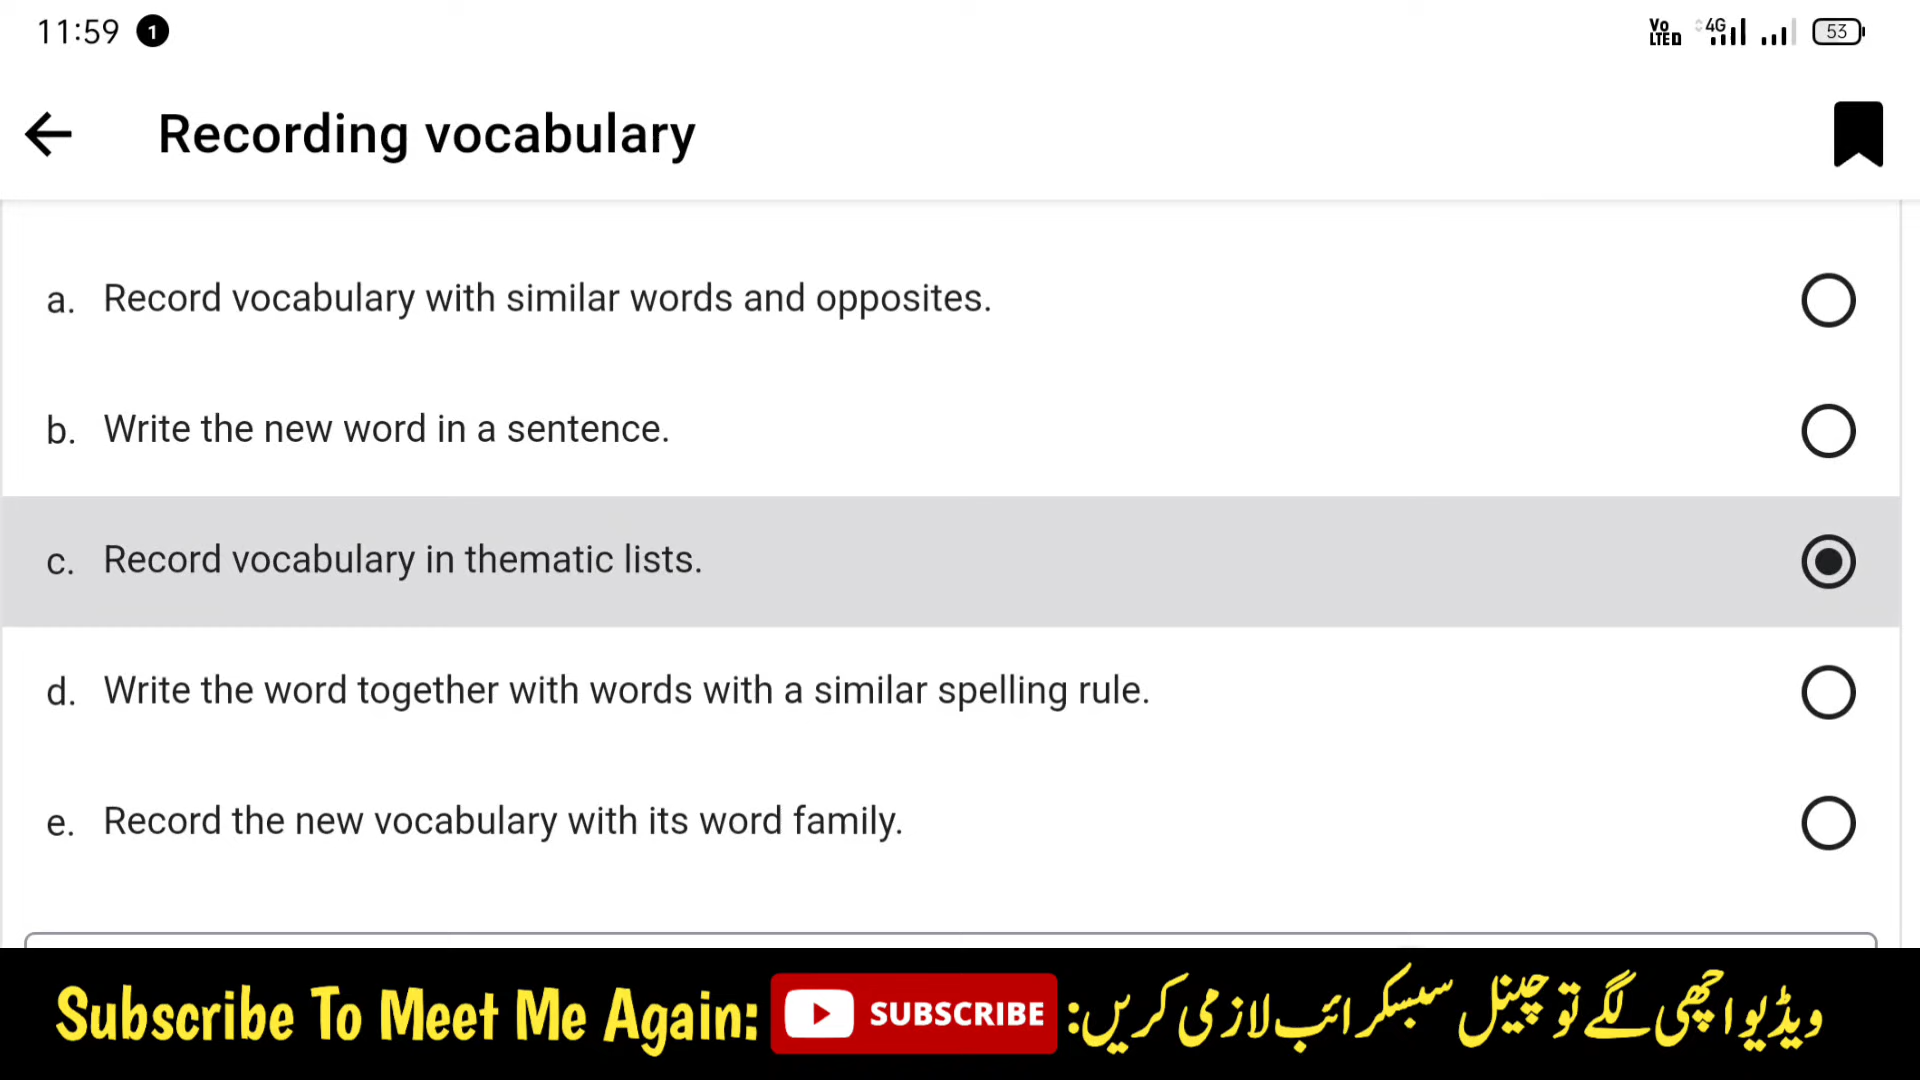 11:59 1 Vo LTED 4G 53
Recording vocabulary
a. Record vocabulary with similar words and opposites.
b. Write the new word in a sentence.
c. Record vocabulary in thematic lists.
d. Write the word together with words with a similar spelling rule.
e. Record the new vocabulary with its word family.
Subscribe To Meet Me Again: SUBSCRIBE ویڈیو اچھی لگے تو چینل سبسکرائب لازمی کریں: